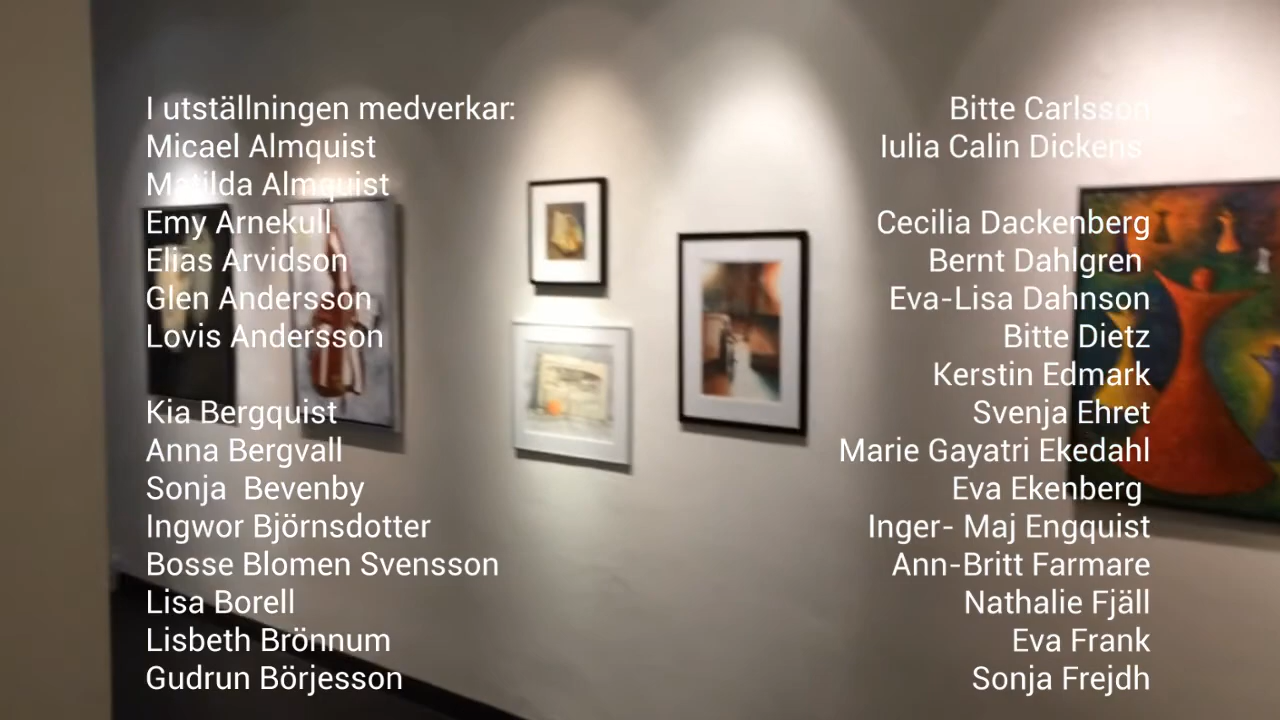 I utställningen medverkar:
Micael Almquist
Matilda Almquist
Emy Arnekull
Elias Arvidson
Glen Andersson
Lovis Andersson
Kia Bergquist
Anna Bergvall
Sonja  Bevenby
Ingwor Björnsdotter
Bosse Blomen Svensson
Lisa Borell
Lisbeth Brönnum
Gudrun Börjesson
Bitte Carlsson
Iulia Calin Dickens
Cecilia Dackenberg
Bernt Dahlgren
Eva-Lisa Dahnson
Bitte Dietz
Kerstin Edmark
Svenja Ehret
Marie Gayatri Ekedahl
Eva Ekenberg
Inger- Maj Engquist
Ann-Britt Farmare
Nathalie Fjäll
Eva Frank
Sonja Frejdh